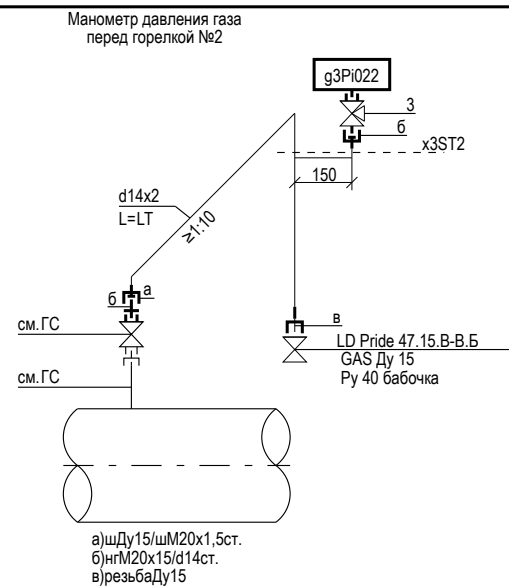 Манометр давления газа
перед горелкой №2
g3Pi022
3
б
x3ST2
150
d14x2
L=LT
≥1:10
а
б
см.ГС
в
LD Pride 47.15.В-В.Б
GAS Ду 15
Ру 40 бабочка
см.ГС
а)шДу15/шМ20х1,5ст.
б)нгМ20х15/d14ст.
в)резьбаДу15